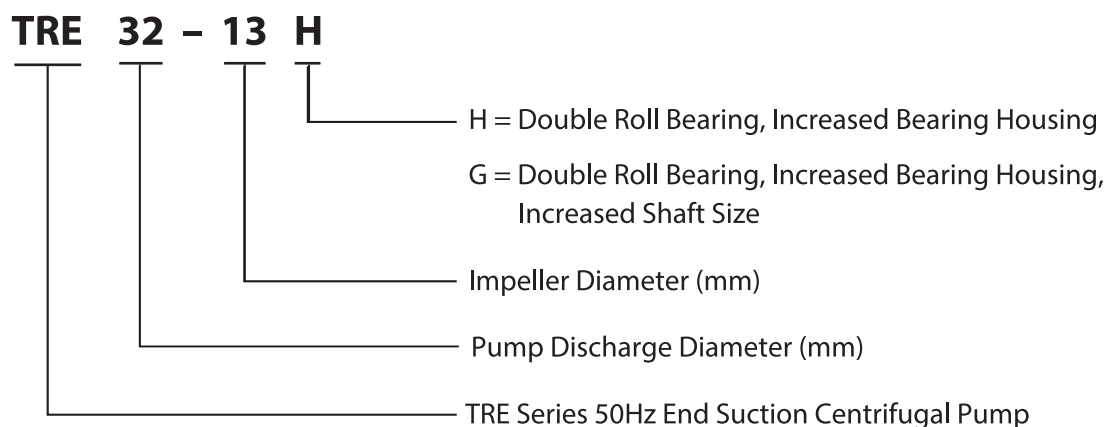 TRE 32 – 13 H
H = Double Roll Bearing, Increased Bearing Housing
G = Double Roll Bearing, Increased Bearing Housing,
Increased Shaft Size
Impeller Diameter (mm)
Pump Discharge Diameter (mm)
TRE Series 50Hz End Suction Centrifugal Pump